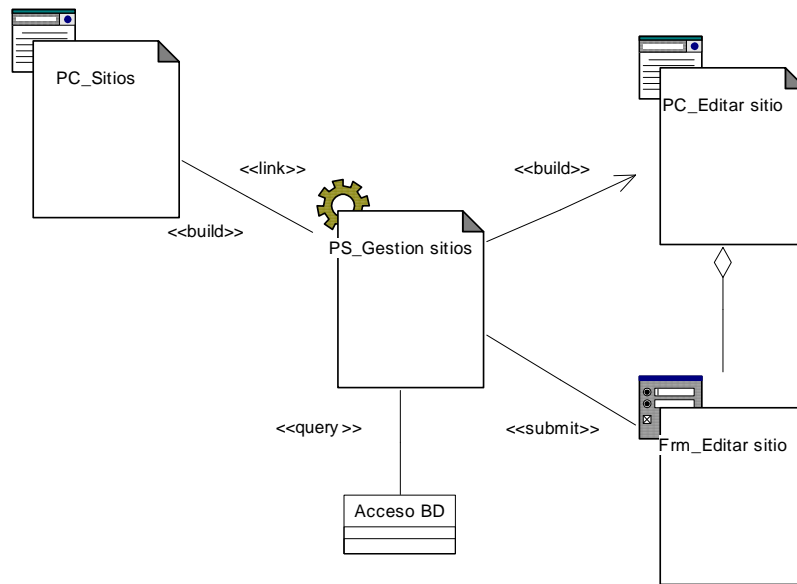 PC_Sitios
PC_Editar sitio
<<link>>
<<build>>
<<build>>
PS_Gestion sitios
<<query>>
<<submit>>
Frm_Editar sitio
Acceso BD